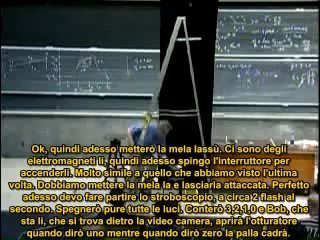 Ok, quindi adesso metterò la mela lassù. Ci sono degli
elettromagneti lì, quindi adesso spingo l'interruttore per
accenderli. Molto simile a quello che abbiamo visto l'ultima
volta. Dobbiamo mettere la mela la e lasciarla attaccata. Perfetto
adesso devo fare partire lo stroboscopio, a circa 2 flash al
secondo. Spegnerò pure tutte le luci. Conterò 3,2,1,0 e Bob, che
sta lì, che si trova dietro la video camera, aprirà l'otturatore
quando dirò uno mentre quando dirò zero la palla cadrà.